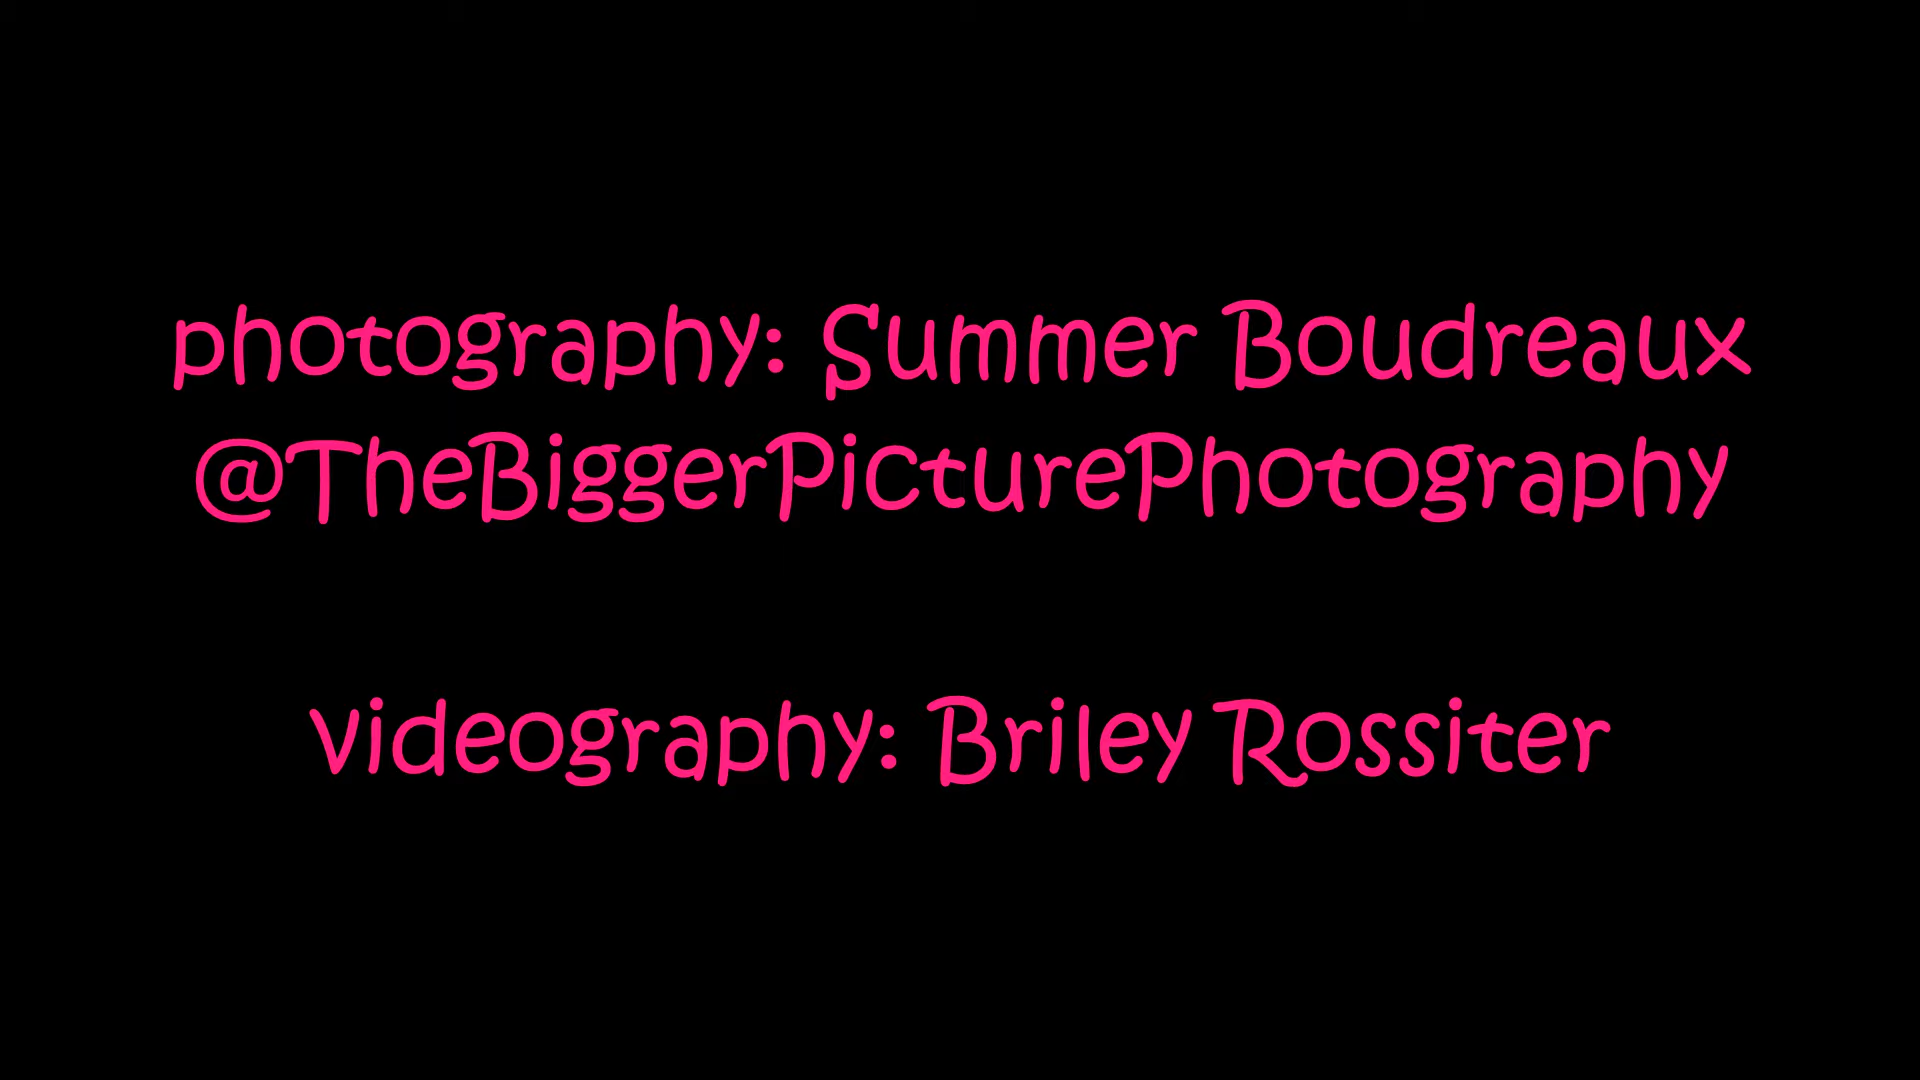 photography: Summer Boudreaux
@TheBiggerPicturePhotography
videography: Briley Rossiter